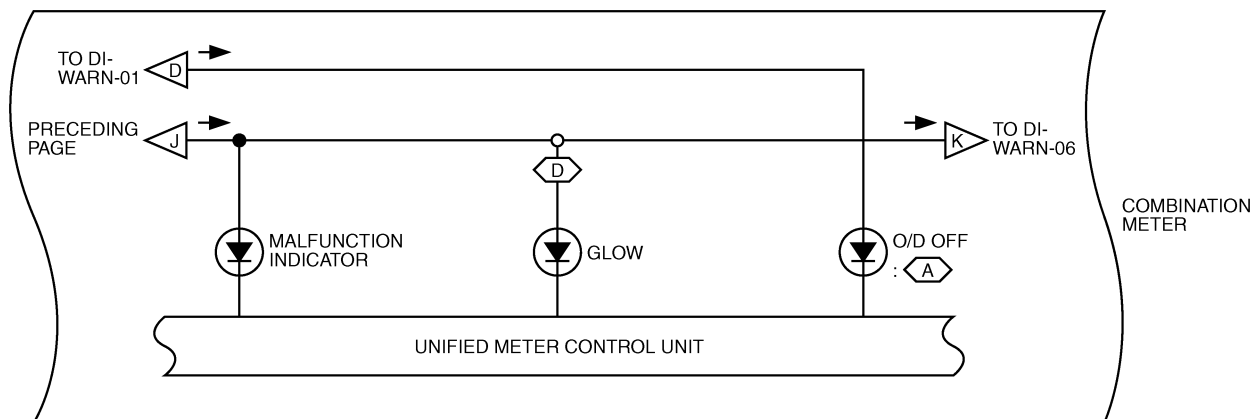 TO DI-
WARN-01
D
PRECEDING
PAGE
J
K
TO DI-
WARN-06
D
COMBINATION
METER
MALFUNCTION
INDICATOR
GLOW
O/D OFF
: A
UNIFIED METER CONTROL UNIT